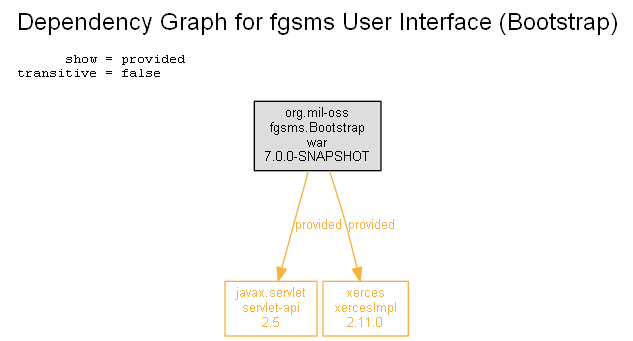 Dependency Graph for fgsms User Interface (Bootstrap)
show = provided
transitive = false
org.mil-oss
fgsms.Bootstrap
war
7.0.0-SNAPSHOT
provided provided
javax.servlet
servlet-api
2.5
xerces
xercesImpl
2.11.0